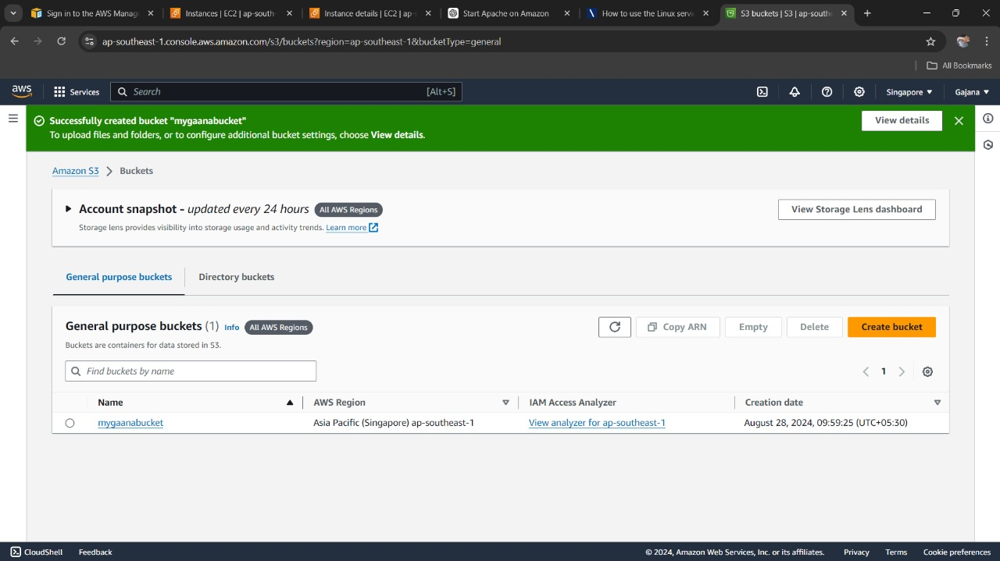 Sign in to the AWS Manag
Instances | EC2 | ap-south
Instance details | EC2 | ap-s
Start Apache on Amazon
How to use the Linux servi
S3 buckets | S3 | ap-southe
ap-southeast-1.console.aws.amazon.com/s3/buckets?region=ap-southeast-1&bucketType=general
All Bookmarks
aws Services Search [Alt+S] Singapore Gajana
Successfully created bucket "mygaanabucket"
To upload files and folders, or to configure additional bucket settings, choose View details.
View details
Amazon S3 Buckets
Account snapshot - updated every 24 hours All AWS Regions
Storage lens provides visibility into storage usage and activity trends. Learn more
View Storage Lens dashboard
General purpose buckets Directory buckets
General purpose buckets (1) Info All AWS Regions
Buckets are containers for data stored in S3.
Copy ARN Empty Delete Create bucket
Find buckets by name
1
Name AWS Region IAM Access Analyzer Creation date
mygaanabucket Asia Pacific (Singapore) ap-southeast-1 View analyzer for ap-southeast-1 August 28, 2024, 09:59:25 (UTC+05:30)
CloudShell Feedback © 2024, Amazon Web Services, Inc. or its affiliates. Privacy Terms Cookie preferences